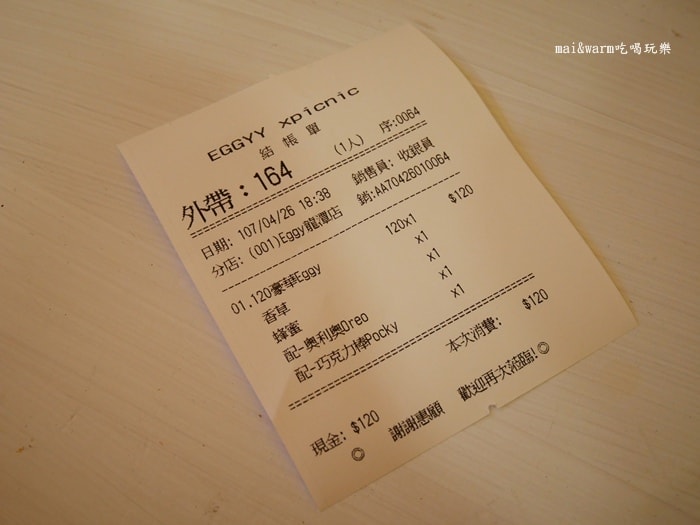 mai&warm吃喝玩樂
EGGYY xpicnic
結帳單
外帶：164 (1人) 序:0064
日期: 107/04/26 18:38 銷售員: 收銀員
分店: (001)Eggy龍潭店 銷:AA70426010064
01.120豪華Eggy 120x1 $120
香草 x1
蜂蜜 x1
配-奧利奧Oreo x1
配-巧克力棒Pocky x1
本次消費: $120
現金: $120
◎ 謝謝惠顧 歡迎再次蒞臨!◎